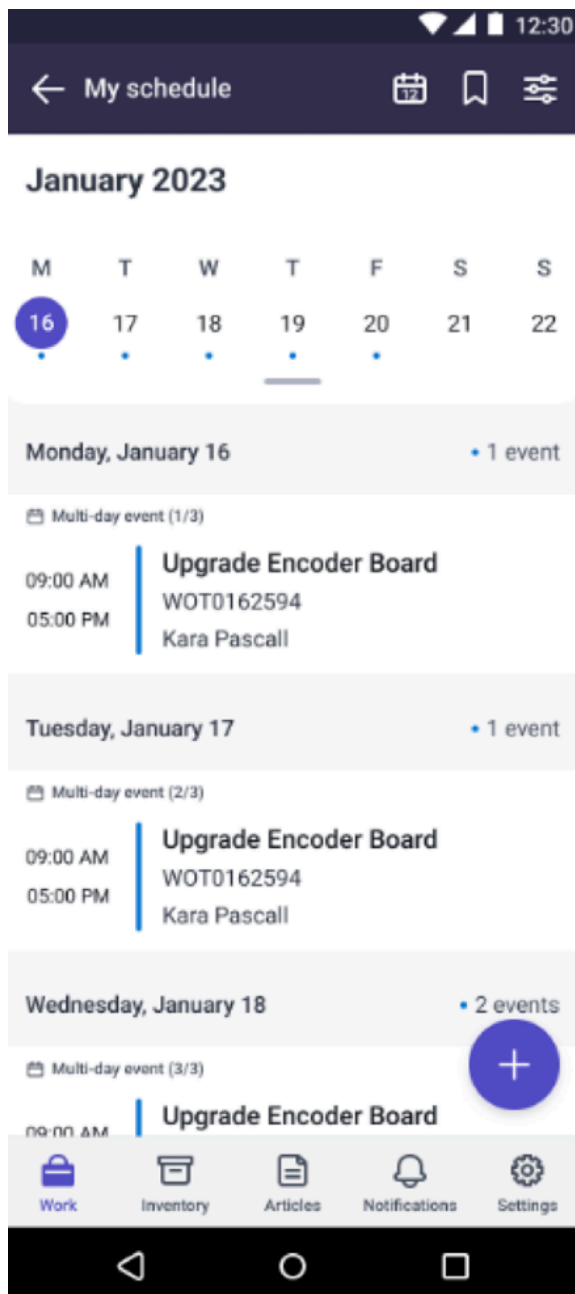 12:30
My schedule
12
January 2023
M T W T F S S
16 17 18 19 20 21 22
Monday, January 16 • 1 event
Multi-day event (1/3)
09:00 AM
05:00 PM
Upgrade Encoder Board
WOT0162594
Kara Pascall
Tuesday, January 17 • 1 event
Multi-day event (2/3)
09:00 AM
05:00 PM
Upgrade Encoder Board
WOT0162594
Kara Pascall
Wednesday, January 18 • 2 events
Multi-day event (3/3)
09:00 AM
Upgrade Encoder Board
Work Inventory Articles Notifications Settings